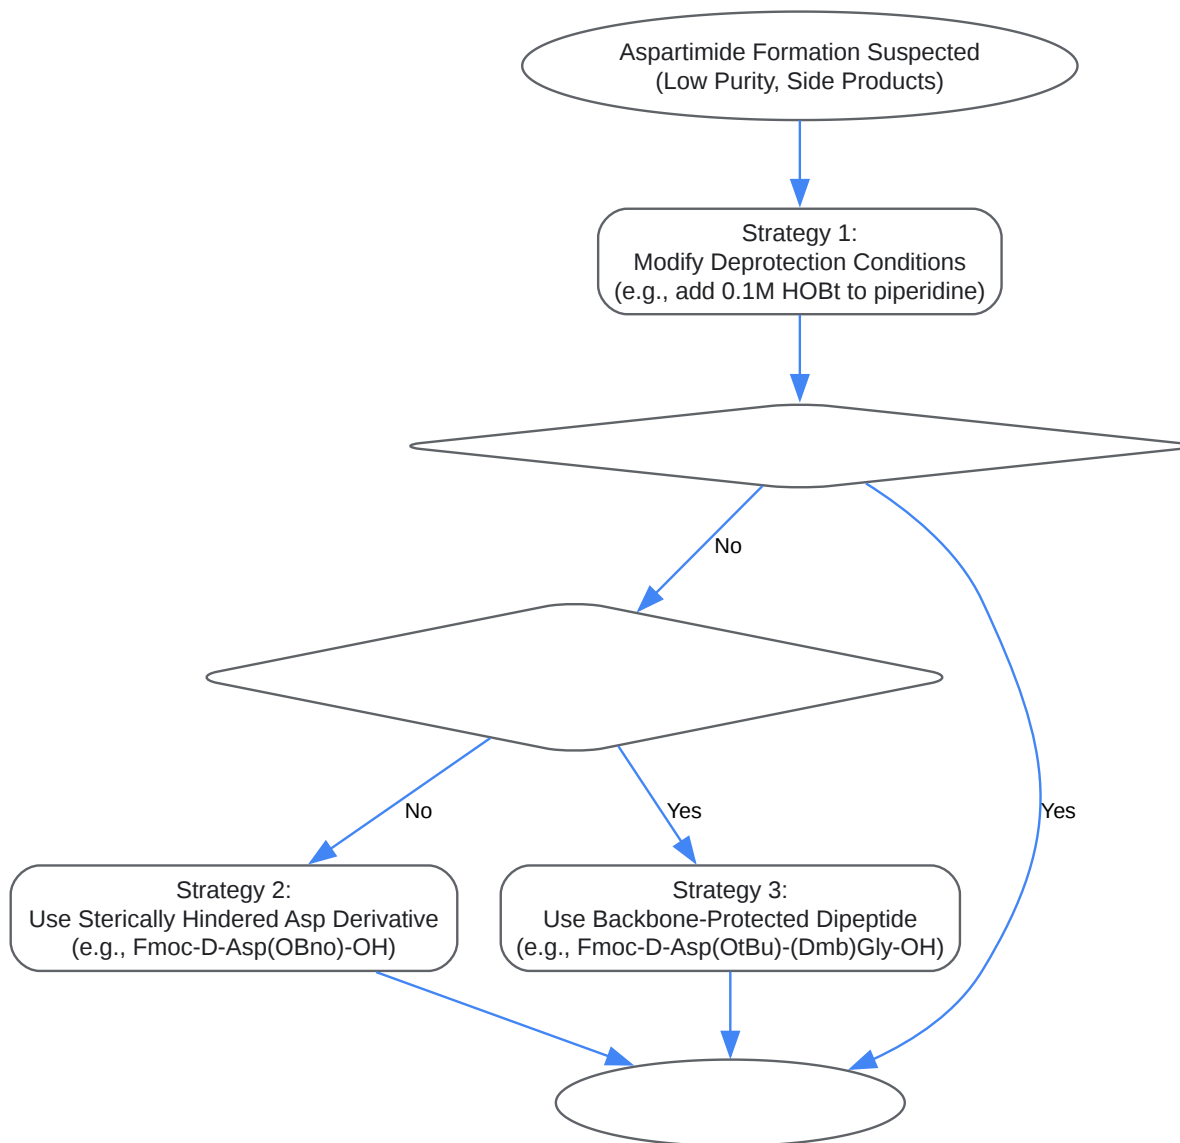 Aspartimide Formation Suspected
(Low Purity, Side Products)
Strategy 1:
Modify Deprotection Conditions
(e.g., add 0.1M HOBt to piperidine)
No
Yes
No
Yes
Strategy 2:
Use Sterically Hindered Asp Derivative
(e.g., Fmoc-D-Asp(OBno)-OH)
Strategy 3:
Use Backbone-Protected Dipeptide
(e.g., Fmoc-D-Asp(OtBu)-(Dmb)Gly-OH)